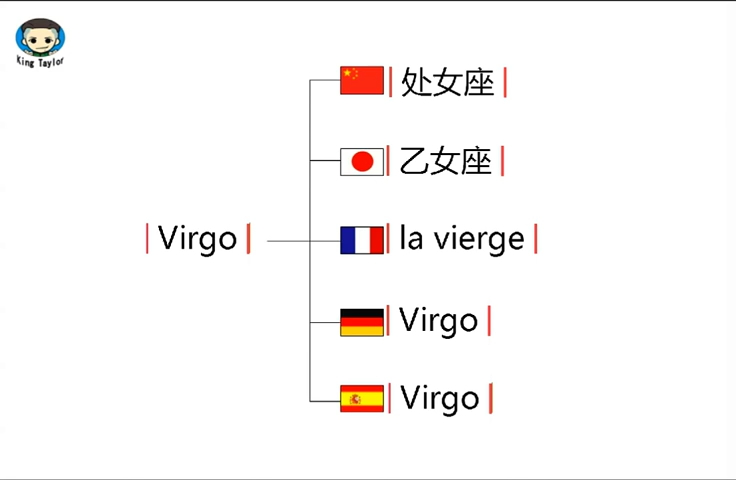 King Taylor
处女座
乙女座
Virgo
la vierge
Virgo
Virgo